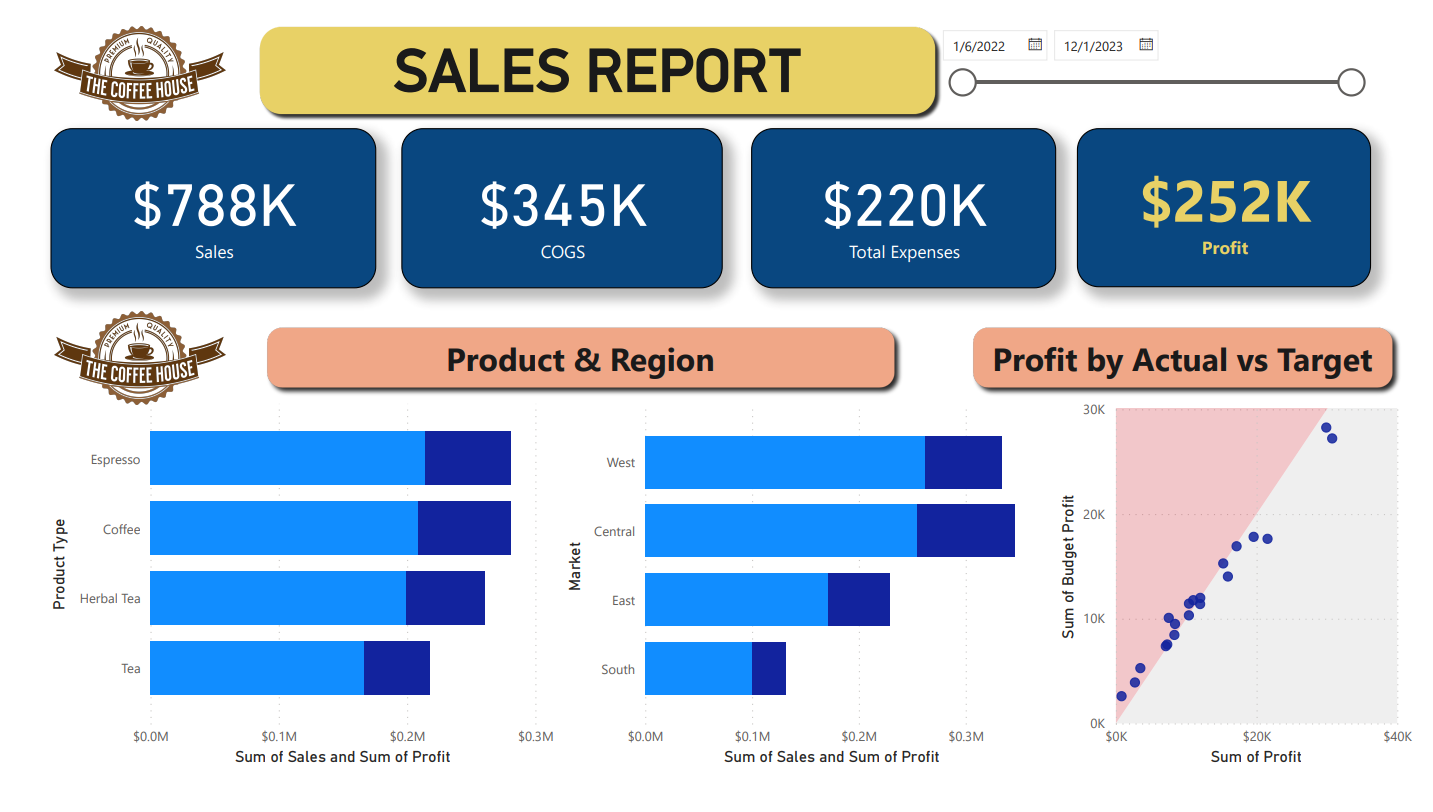 PREMIUM QUALITY
THE COFFEE HOUSE
SALES REPORT
1/6/2022
12/1/2023
$788K
Sales
$345K
COGS
$220K
Total Expenses
$252K
Profit
PREMIUM QUALITY
THE COFFEE HOUSE
Product & Region
Profit by Actual vs Target
Product Type
Espresso
Coffee
Herbal Tea
Tea
$0.0M $0.1M $0.2M $0.3M
Sum of Sales and Sum of Profit
Market
West
Central
East
South
$0.0M $0.1M $0.2M $0.3M
Sum of Sales and Sum of Profit
Sum of Budget Profit
30K
20K
10K
0K
$0K $20K $40K
Sum of Profit